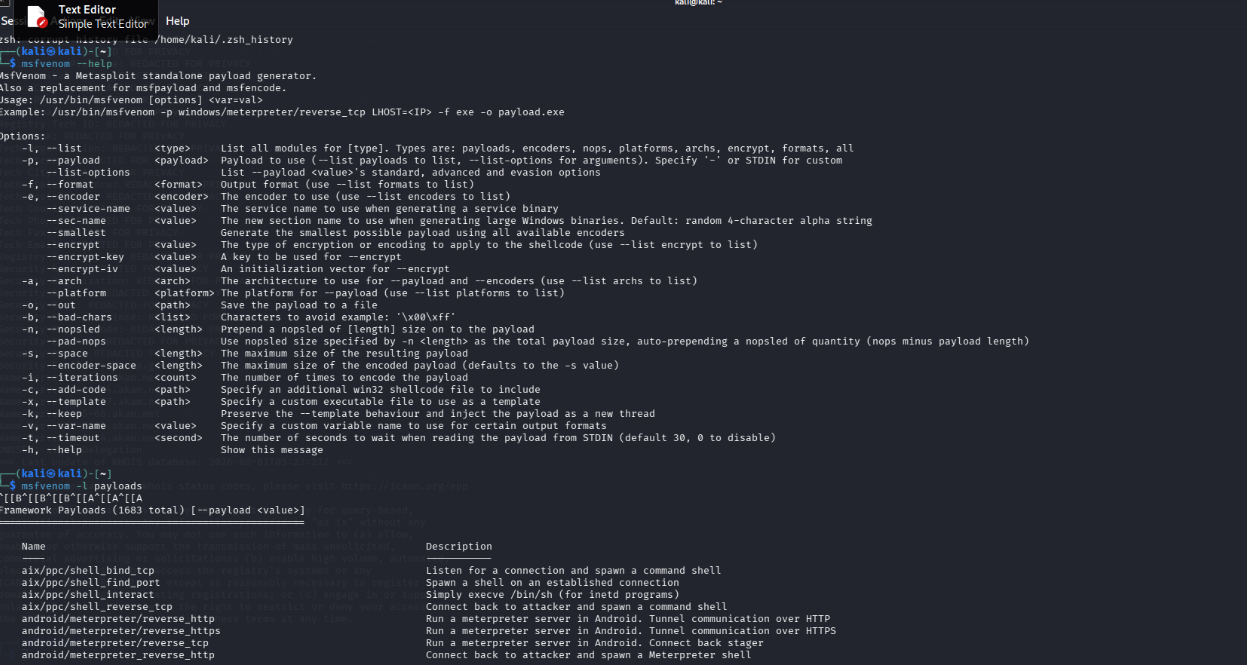 kali@kali: ~
Text Editor
Simple Text Editor
Help
zsh: corrupt history file /home/kali/.zsh_history
(kali㉿kali)-[~]
$ msfvenom --help
MsfVenom - a Metasploit standalone payload generator.
Also a replacement for msfpayload and msfencode.
Usage: /usr/bin/msfvenom [options] <var=val>
Example: /usr/bin/msfvenom -p windows/meterpreter/reverse_tcp LHOST=<IP> -f exe -o payload.exe
Options:
-l, --list <type> List all modules for [type]. Types are: payloads, encoders, nops, platforms, archs, encrypt, formats, all
-p, --payload <payload> Payload to use (--list payloads to list, --list-options for arguments). Specify '-' or STDIN for custom
--list-options List --payload <value>'s standard, advanced and evasion options
-f, --format <format> Output format (use --list formats to list)
-e, --encoder <encoder> The encoder to use (use --list encoders to list)
--service-name <value> The service name to use when generating a service binary
--sec-name <value> The new section name to use when generating large Windows binaries. Default: random 4-character alpha string
--smallest Generate the smallest possible payload using all available encoders
--encrypt <value> The type of encryption or encoding to apply to the shellcode (use --list encrypt to list)
--encrypt-key <value> A key to be used for --encrypt
--encrypt-iv <value> An initialization vector for --encrypt
-a, --arch <arch> The architecture to use for --payload and --encoders (use --list archs to list)
--platform <platform> The platform for --payload (use --list platforms to list)
-o, --out <path> Save the payload to a file
-b, --bad-chars <list> Characters to avoid example: '\x00\xff'
-n, --nopsled <length> Prepend a nopsled of [length] size on to the payload
--pad-nops Use nopsled size specified by -n <length> as the total payload size, auto-prepending a nopsled of quantity (nops minus payload length)
-s, --space <length> The maximum size of the resulting payload
--encoder-space <length> The maximum size of the encoded payload (defaults to the -s value)
-i, --iterations <count> The number of times to encode the payload
-c, --add-code <path> Specify an additional win32 shellcode file to include
-x, --template <path> Specify a custom executable file to use as a template
-k, --keep Preserve the --template behaviour and inject the payload as a new thread
-v, --var-name <value> Specify a custom variable name to use for certain output formats
-t, --timeout <second> The number of seconds to wait when reading the payload from STDIN (default 30, 0 to disable)
-h, --help Show this message
(kali㉿kali)-[~]
$ msfvenom -l payloads
^[[B^[[B^[[B^[[A^[[A^[[A
Framework Payloads (1683 total) [--payload <value>]
Name Description
aix/ppc/shell_bind_tcp Listen for a connection and spawn a command shell
aix/ppc/shell_find_port Spawn a shell on an established connection
aix/ppc/shell_interact Simply execve /bin/sh (for inetd programs)
aix/ppc/shell_reverse_tcp Connect back to attacker and spawn a command shell
android/meterpreter/reverse_http Run a meterpreter server in Android. Tunnel communication over HTTP
android/meterpreter/reverse_https Run a meterpreter server in Android. Tunnel communication over HTTPS
android/meterpreter/reverse_tcp Run a meterpreter server in Android. Connect back stager
android/meterpreter_reverse_http Connect back to attacker and spawn a Meterpreter shell